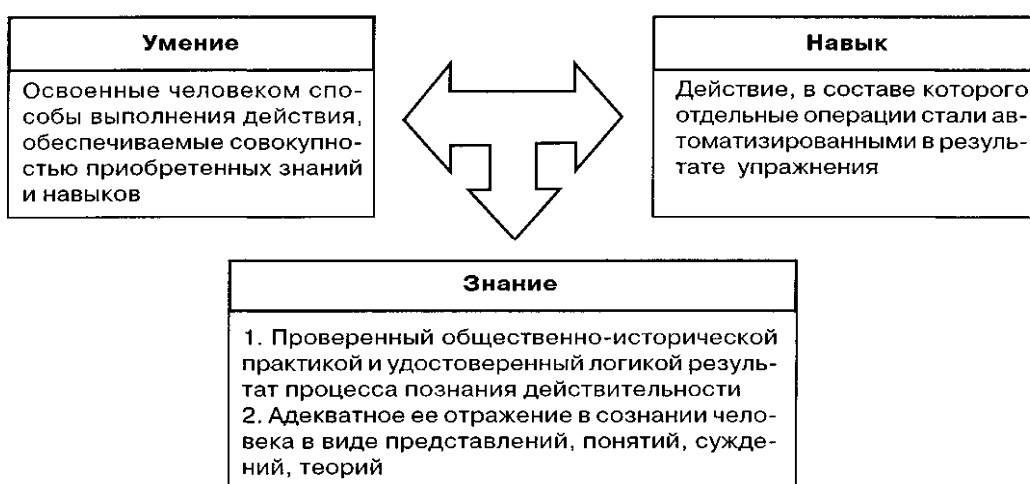 Умение
Освоенные человеком спо-
собы выполнения действия,
обеспечиваемые совокупно-
стью приобретенных знаний
и навыков
Навык
Действие, в составе которого
отдельные операции стали ав-
томатизированными в резуль-
тате упражнения
Знание
1. Проверенный общественно-исторической
практикой и удостоверенный логикой резуль-
тат процесса познания действительности
2. Адекватное ее отражение в сознании чело-
века в виде представлений, понятий, сужде-
ний, теорий